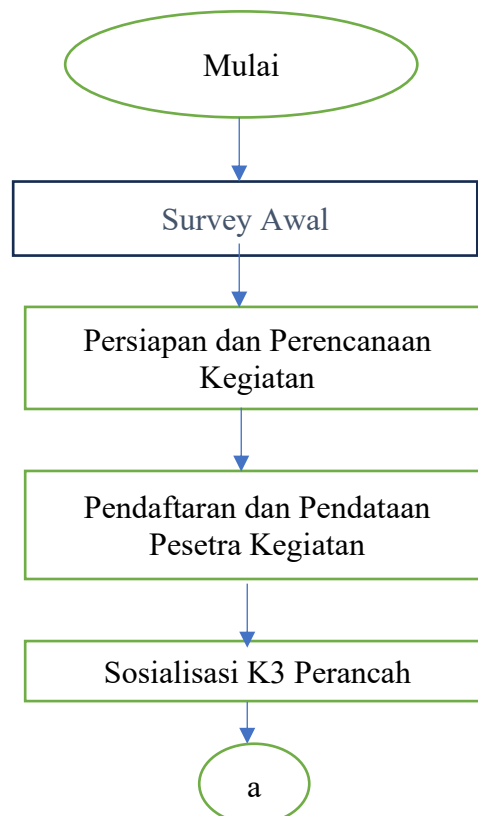 Mulai
Survey Awal
Persiapan dan Perencanaan
Kegiatan
Pendaftaran dan Pendataan
Pesetra Kegiatan
Sosialisasi K3 Perancah
a